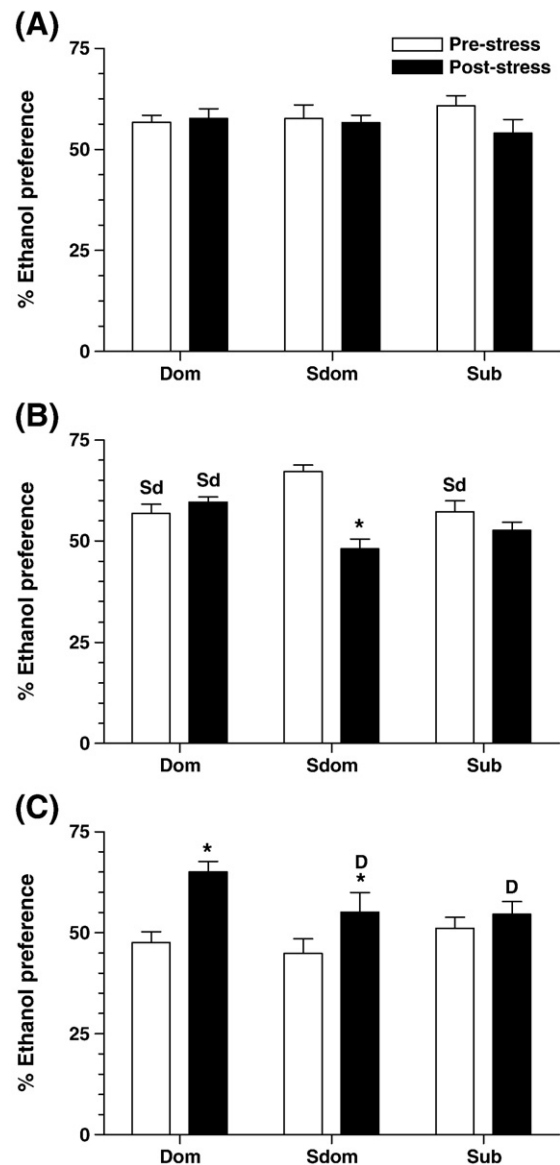 (A)
75
50
25
0
% Ethanol preference
Pre-stress
Post-stress
Dom Sdom Sub
(B)
75
50
25
0
% Ethanol preference
Sd Sd * Sd
Dom Sdom Sub
(C)
75
50
25
0
% Ethanol preference
* D * D
Dom Sdom Sub